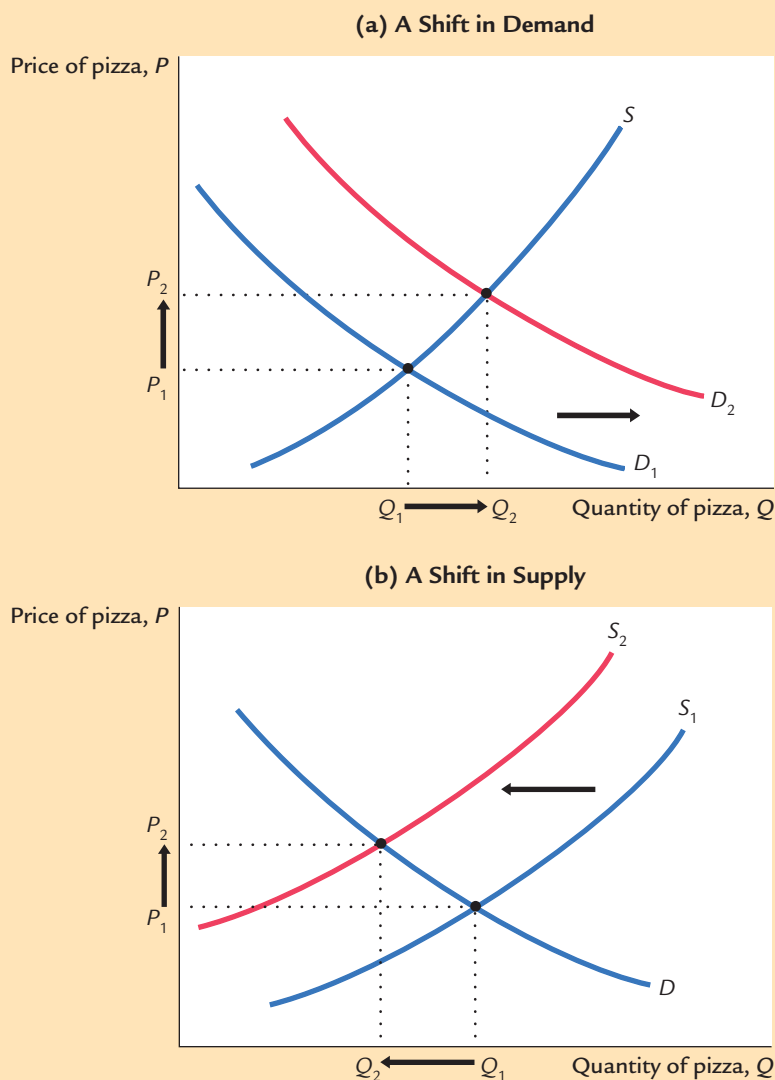 (a) A Shift in Demand
Price of pizza, P
S
P2
P1
D2
D1
Q1 Q2 Quantity of pizza, Q
(b) A Shift in Supply
Price of pizza, P
S2
S1
P2
P1
D
Q2 Q1 Quantity of pizza, Q